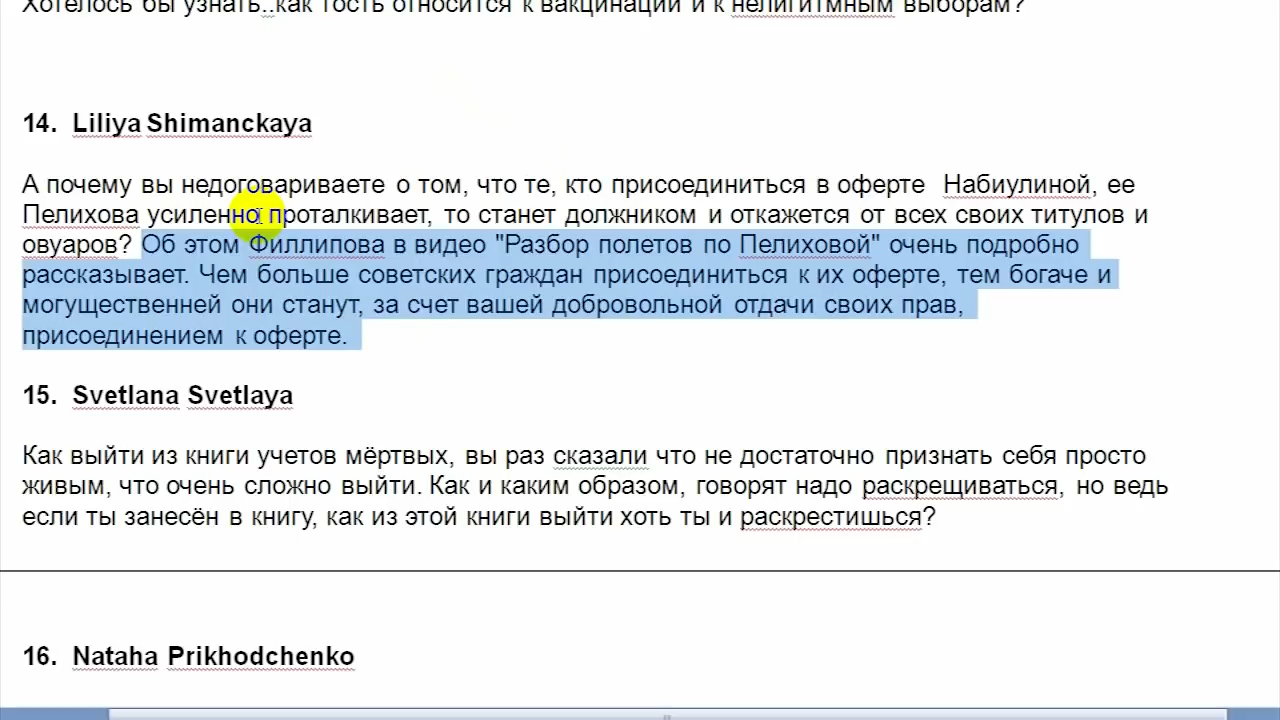 Хотелось бы узнать..как гость относится к вакцинации и к нелигитмным выборам?
14. Liliya Shimanckaya
А почему вы недоговариваете о том, что те, кто присоединиться в оферте Набиулиной, ее
Пелихова усиленно проталкивает, то станет должником и откажется от всех своих титулов и
овуаров? Об этом Филлипова в видео "Разбор полетов по Пелиховой" очень подробно
рассказывает. Чем больше советских граждан присоединиться к их оферте, тем богаче и
могущественней они станут, за счет вашей добровольной отдачи своих прав,
присоединением к оферте.
15. Svetlana Svetlaya
Как выйти из книги учетов мёртвых, вы раз сказали что не достаточно признать себя просто
живым, что очень сложно выйти. Как и каким образом, говорят надо раскрещиваться, но ведь
если ты занесён в книгу, как из этой книги выйти хоть ты и раскрестишься?
16. Nataha Prikhodchenko